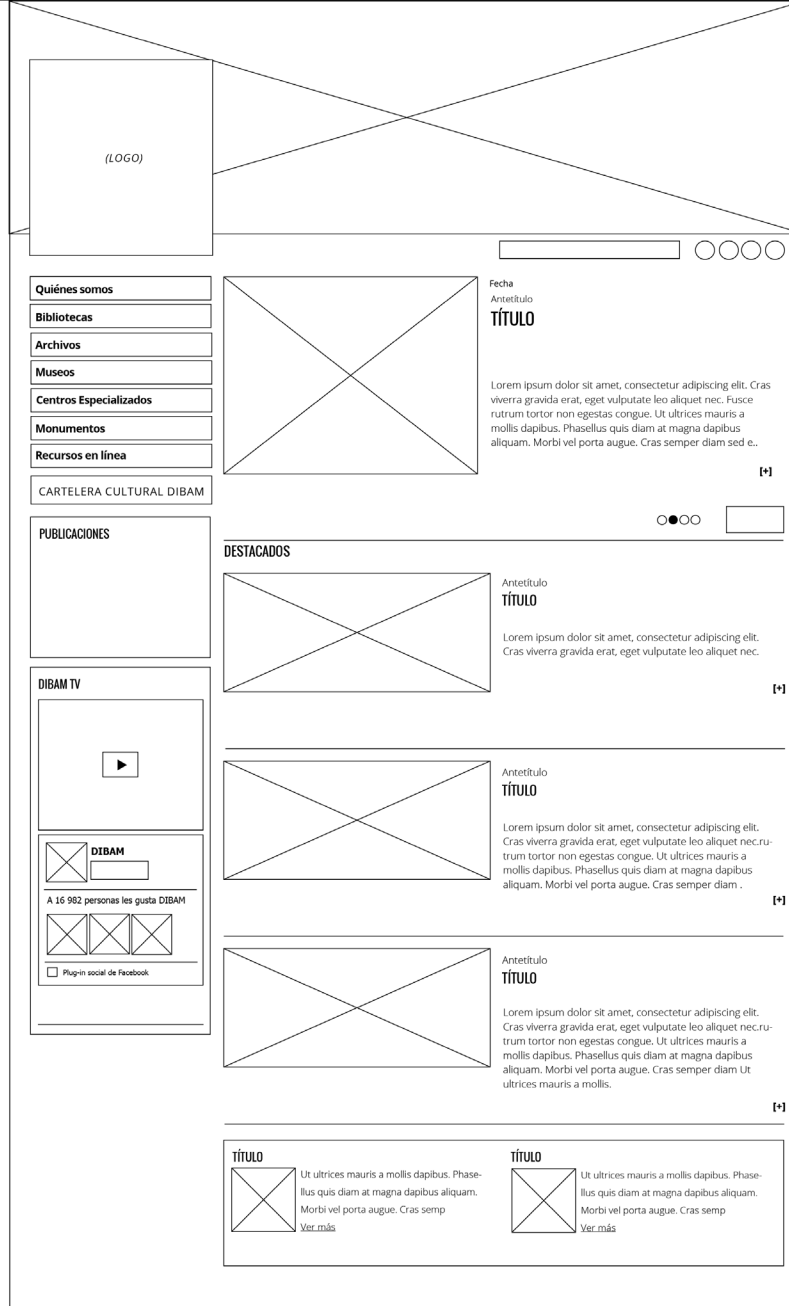 (LOGO)
Quiénes somos
Bibliotecas
Archivos
Museos
Centros Especializados
Monumentos
Recursos en línea
CARTELERA CULTURAL DIBAM
PUBLICACIONES
DIBAM TV
DIBAM
A 16 982 personas les gusta DIBAM
Plug-in social de Facebook
Fecha
Antetítulo
TÍTULO
Lorem ipsum dolor sit amet, consectetur adipiscing elit. Cras
viverra gravida erat, eget vulputate leo aliquet nec. Fusce
rutrum tortor non egestas congue. Ut ultrices mauris a
mollis dapibus. Phasellus quis diam at magna dapibus
aliquam. Morbi vel porta augue. Cras semper diam sed e..
[+]
DESTACADOS
Antetítulo
TÍTULO
Lorem ipsum dolor sit amet, consectetur adipiscing elit.
Cras viverra gravida erat, eget vulputate leo aliquet nec.
[+]
Antetítulo
TÍTULO
Lorem ipsum dolor sit amet, consectetur adipiscing elit.
Cras viverra gravida erat, eget vulputate leo aliquet nec.ru-
trum tortor non egestas congue. Ut ultrices mauris a
mollis dapibus. Phasellus quis diam at magna dapibus
aliquam. Morbi vel porta augue. Cras semper diam .
[+]
Antetítulo
TÍTULO
Lorem ipsum dolor sit amet, consectetur adipiscing elit.
Cras viverra gravida erat, eget vulputate leo aliquet nec.ru-
trum tortor non egestas congue. Ut ultrices mauris a
mollis dapibus. Phasellus quis diam at magna dapibus
aliquam. Morbi vel porta augue. Cras semper diam Ut
ultrices mauris a mollis.
[+]
TÍTULO
Ut ultrices mauris a mollis dapibus. Phase-
llus quis diam at magna dapibus aliquam.
Morbi vel porta augue. Cras semp
Ver más
TÍTULO
Ut ultrices mauris a mollis dapibus. Phase-
llus quis diam at magna dapibus aliquam.
Morbi vel porta augue. Cras semp
Ver más